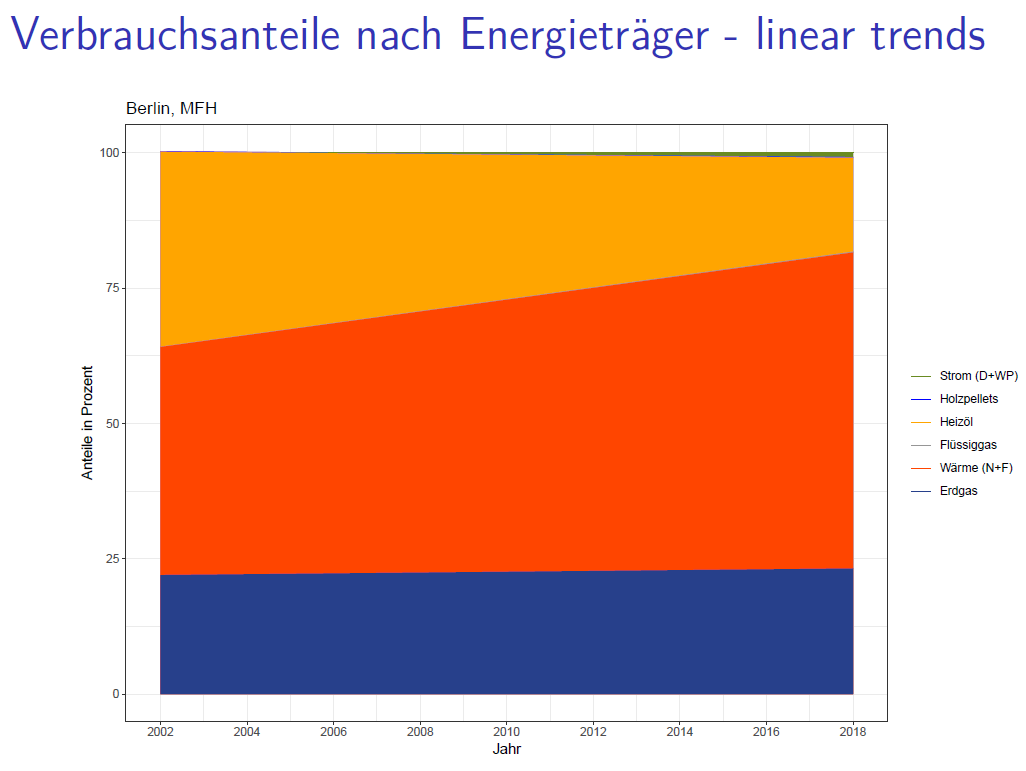 Verbrauchsanteile nach Energieträger - linear trends
Berlin, MFH
100
75
50
25
0
Anteile in Prozent
2002 2004 2006 2008 2010 2012 2014 2016 2018
Jahr
Strom (D+WP)
Holzpellets
Heizöl
Flüssiggas
Wärme (N+F)
Erdgas